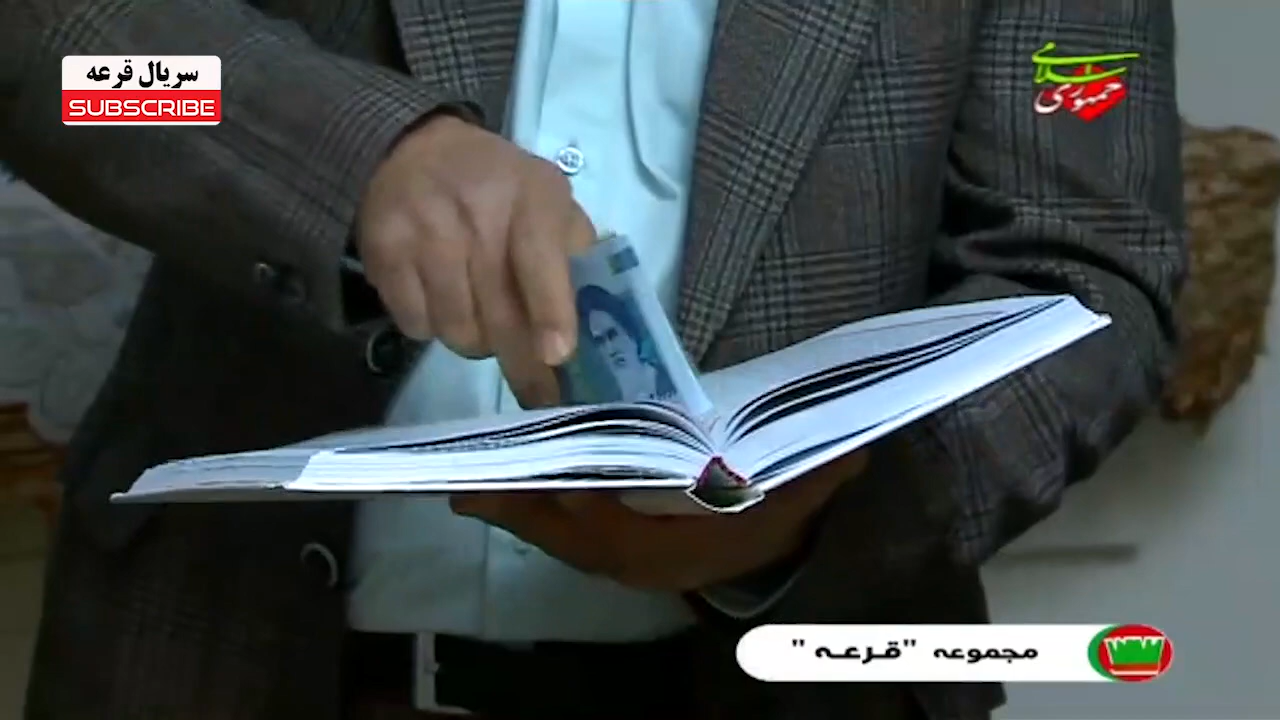 سریال قرعه
SUBSCRIBE
جمهوری
اسلامی
مجموعه "قرعه"